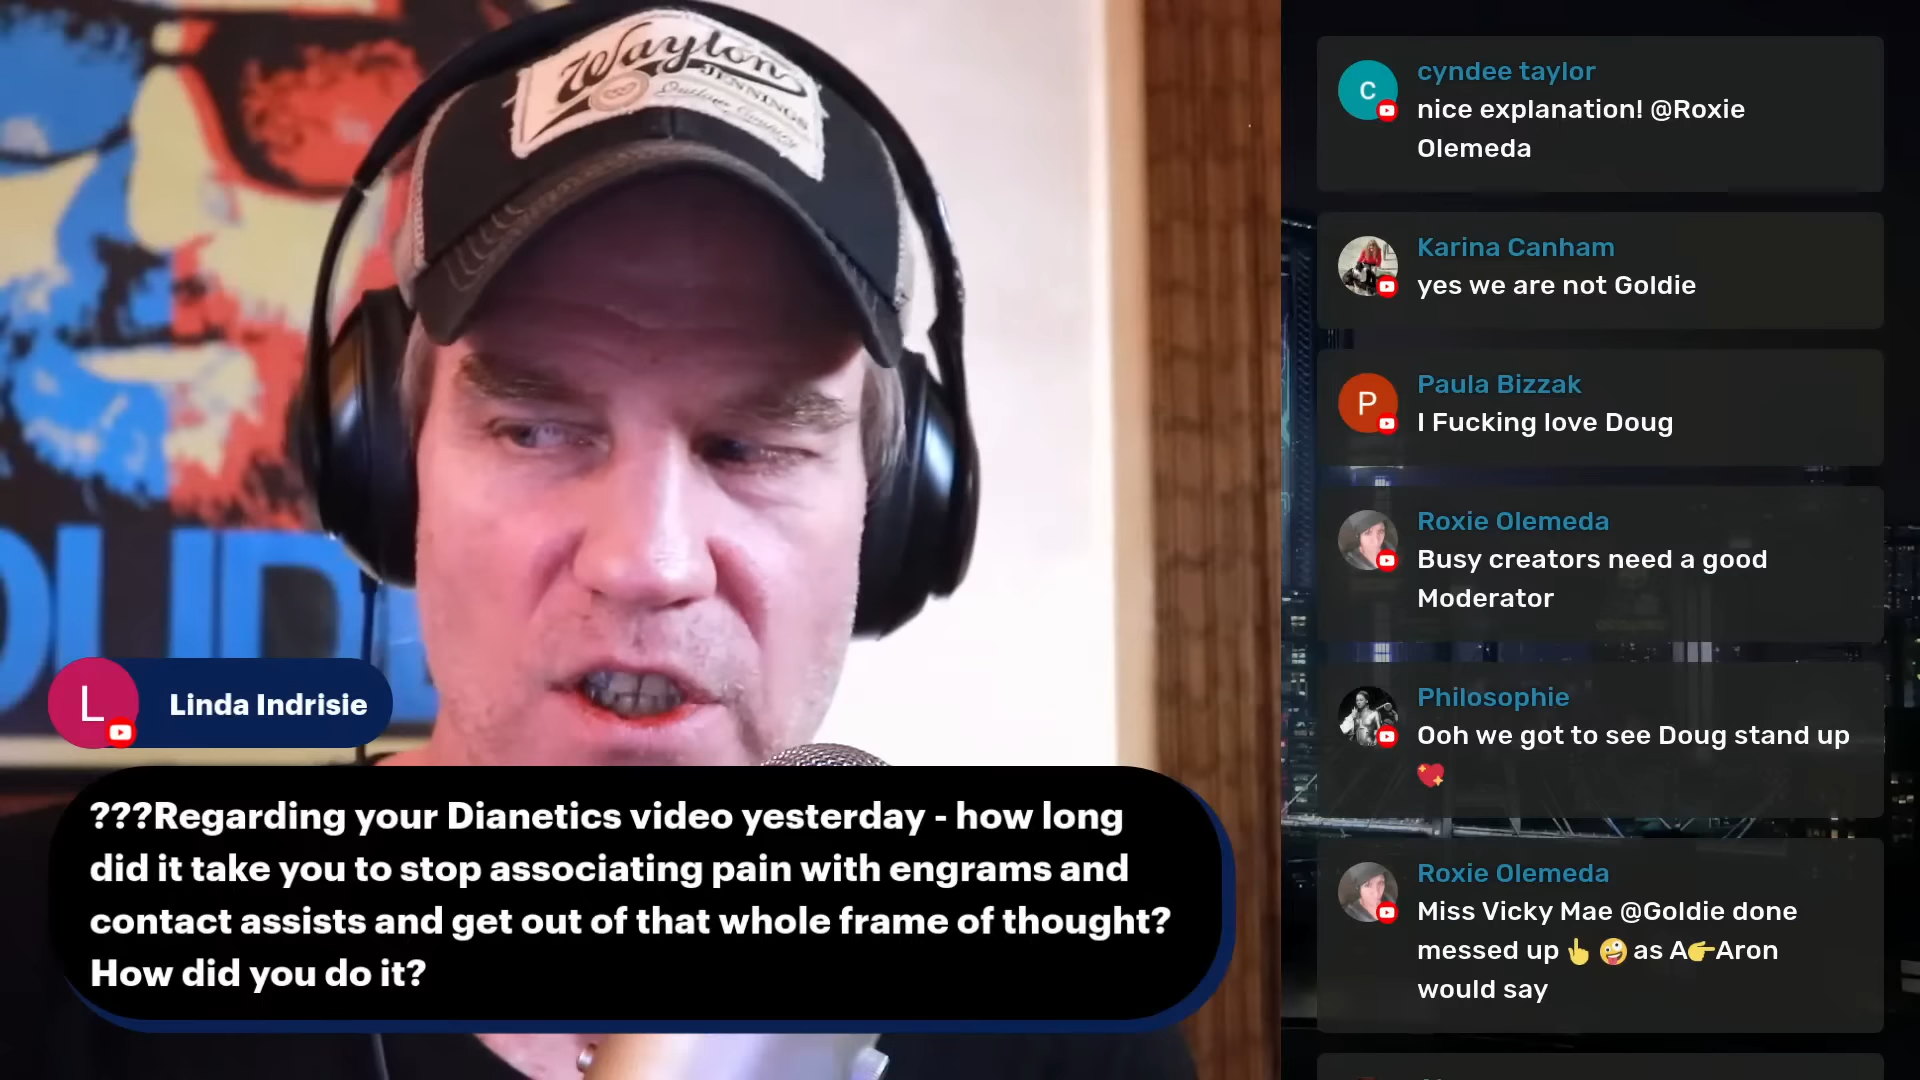 Waylon
JENNINGS
Outlaw Country
OUD
L
Linda Indrisie
???Regarding your Dianetics video yesterday - how long
did it take you to stop associating pain with engrams and
contact assists and get out of that whole frame of thought?
How did you do it?
c
cyndee taylor
nice explanation! @Roxie
Olemeda
Karina Canham
yes we are not Goldie
P
Paula Bizzak
I Fucking love Doug
Roxie Olemeda
Busy creators need a good
Moderator
Philosophie
Ooh we got to see Doug stand up
💖
Roxie Olemeda
Miss Vicky Mae @Goldie done
messed up 👆 🤪 as A👉Aron
would say